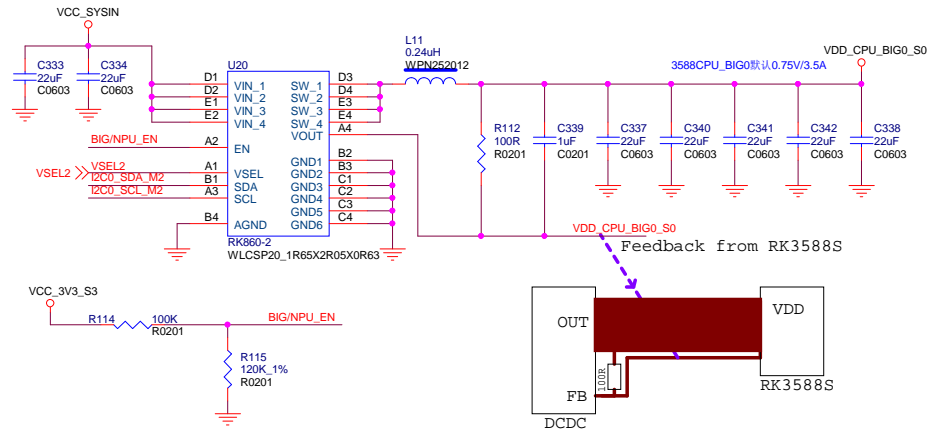 VCC_SYSIN
C333
22uF
C0603
C334
22uF
C0603
U20
D1 VIN_1 SW_1 D3
D2 VIN_2 SW_2 D4
E1 VIN_3 SW_3 E3
E2 VIN_4 SW_4 E4
VOUT A4
BIG/NPU_EN A2 EN
GND1 B2
VSEL2 VSEL2 A1 VSEL GND2 B3
I2C0_SDA_M2 B1 SDA GND3 C1
I2C0_SCL_M2 A3 SCL GND4 C2
GND5 C3
B4 AGND GND6 C4
RK860-2
WLCSP20_1R65X2R05X0R63
L11
0.24uH
WPN252012
3588CPU_BIG0默认0.75V/3.5A
VDD_CPU_BIG0_S0
R112
100R
R0201
C339
1uF
C0201
C337
22uF
C0603
C340
22uF
C0603
C341
22uF
C0603
C342
22uF
C0603
C338
22uF
C0603
VDD_CPU_BIG0_S0
Feedback from RK3588S
VCC_3V3_S3
R114 100K
R0201
BIG/NPU_EN
R115
120K_1%
R0201
OUT
VDD
100R
FB
RK3588S
DCDC